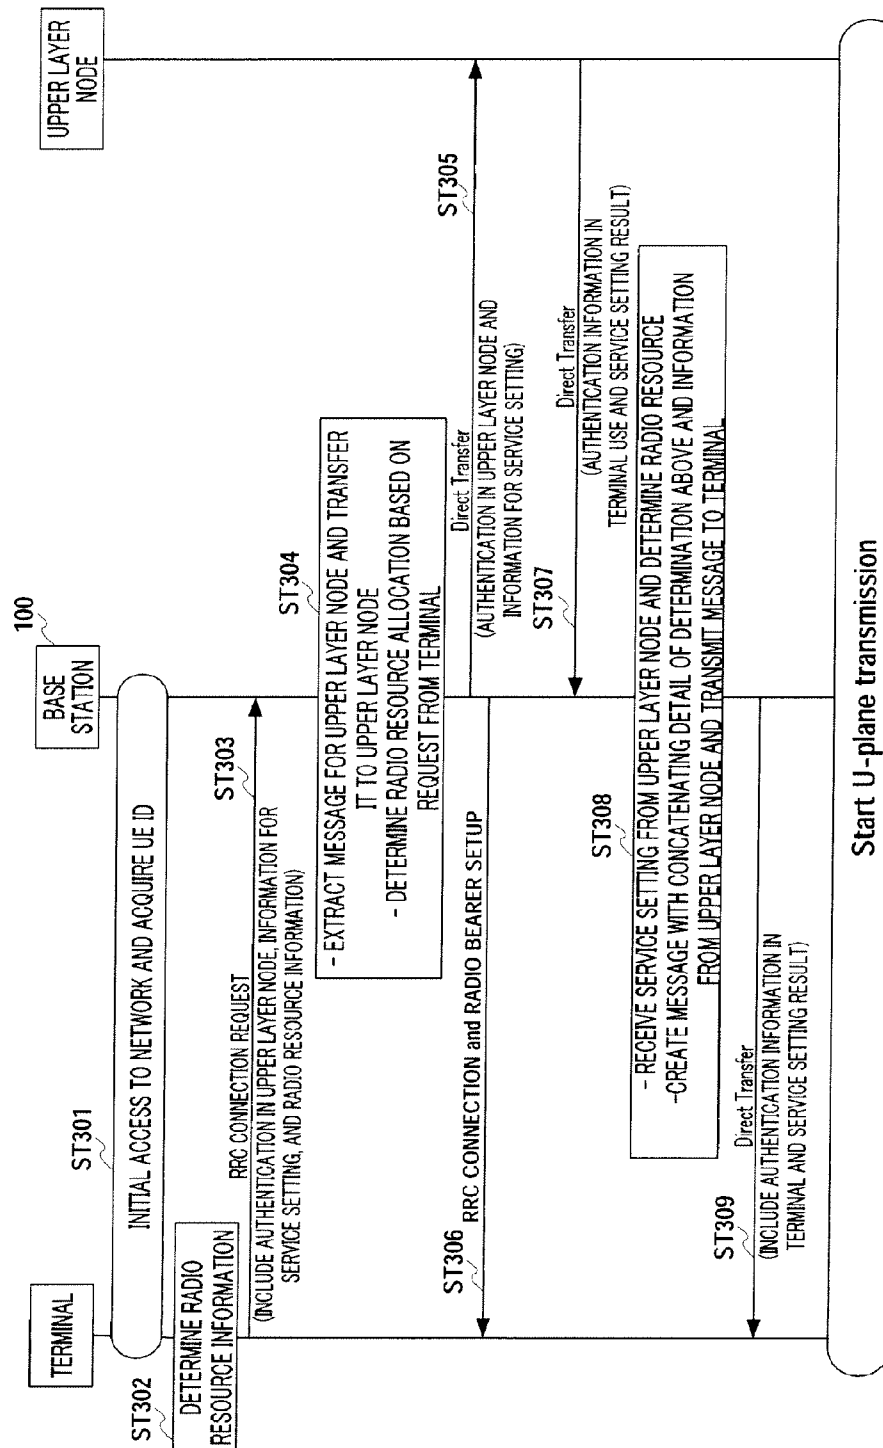 TERMINAL
100
BASE
STATION
UPPER LAYER
NODE
ST301
INITIAL ACCESS TO NETWORK AND ACQUIRE UE ID
ST302
DETERMINE RADIO
RESOURCE INFORMATION
ST303
RRC CONNECTION REQUEST
(INCLUDE AUTHENTICATION IN UPPER LAYER NODE, INFORMATION FOR
SERVICE SETTING, AND RADIO RESOURCE INFORMATION)
ST304
- EXTRACT MESSAGE FOR UPPER LAYER NODE AND TRANSFER
IT TO UPPER LAYER NODE
- DETERMINE RADIO RESOURCE ALLOCATION BASED ON
REQUEST FROM TERMINAL
ST305
Direct Transfer
(AUTHENTICATION IN UPPER LAYER NODE AND
INFORMATION FOR SERVICE SETTING)
ST306
RRC CONNECTION and RADIO BEARER SETUP
ST307
Direct Transfer
(AUTHENTICATION INFORMATION IN
TERMINAL USE AND SERVICE SETTING RESULT)
ST308
- RECEIVE SERVICE SETTING FROM UPPER LAYER NODE AND DETERMINE RADIO RESOURCE
-CREATE MESSAGE WITH CONCATENATING DETAIL OF DETERMINATION ABOVE AND INFORMATION
FROM UPPER LAYER NODE AND TRANSMIT MESSAGE TO TERMINAL
ST309
Direct Transfer
(INCLUDE AUTHENTICATION INFORMATION IN
TERMINAL AND SERVICE SETTING RESULT)
Start U-plane transmission